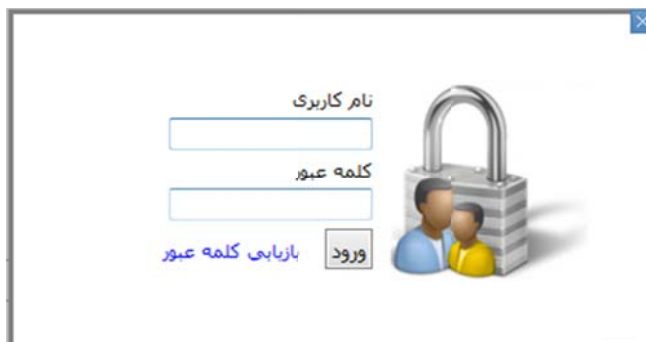 نام کاربری
کلمه عبور
ورود بازیابی کلمه عبور